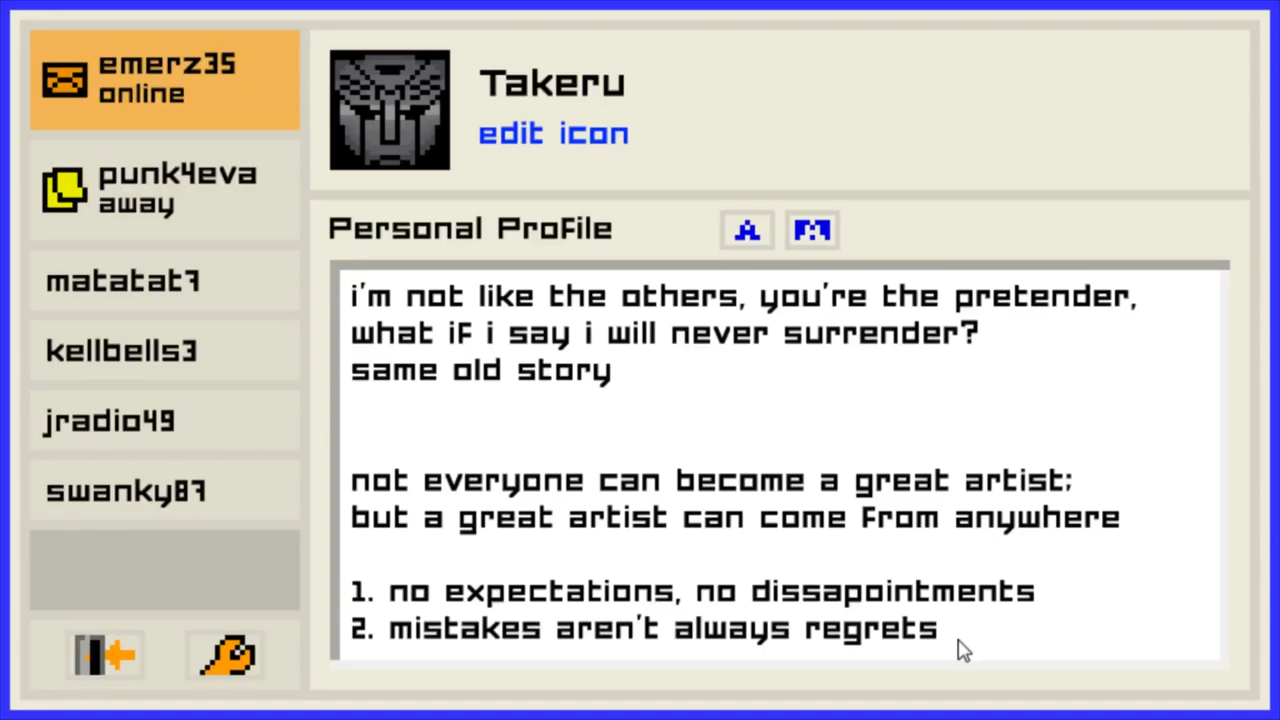 emerz35
online
punk4eva
away
matatat7
kellbells3
jradio49
swanky87
Takeru
edit icon
Personal Profile
A
i'm not like the others, you're the pretender,
what if i say i will never surrender?
same old story
not everyone can become a great artist;
but a great artist can come from anywhere
1. no expectations, no dissapointments
2. mistakes aren't always regrets